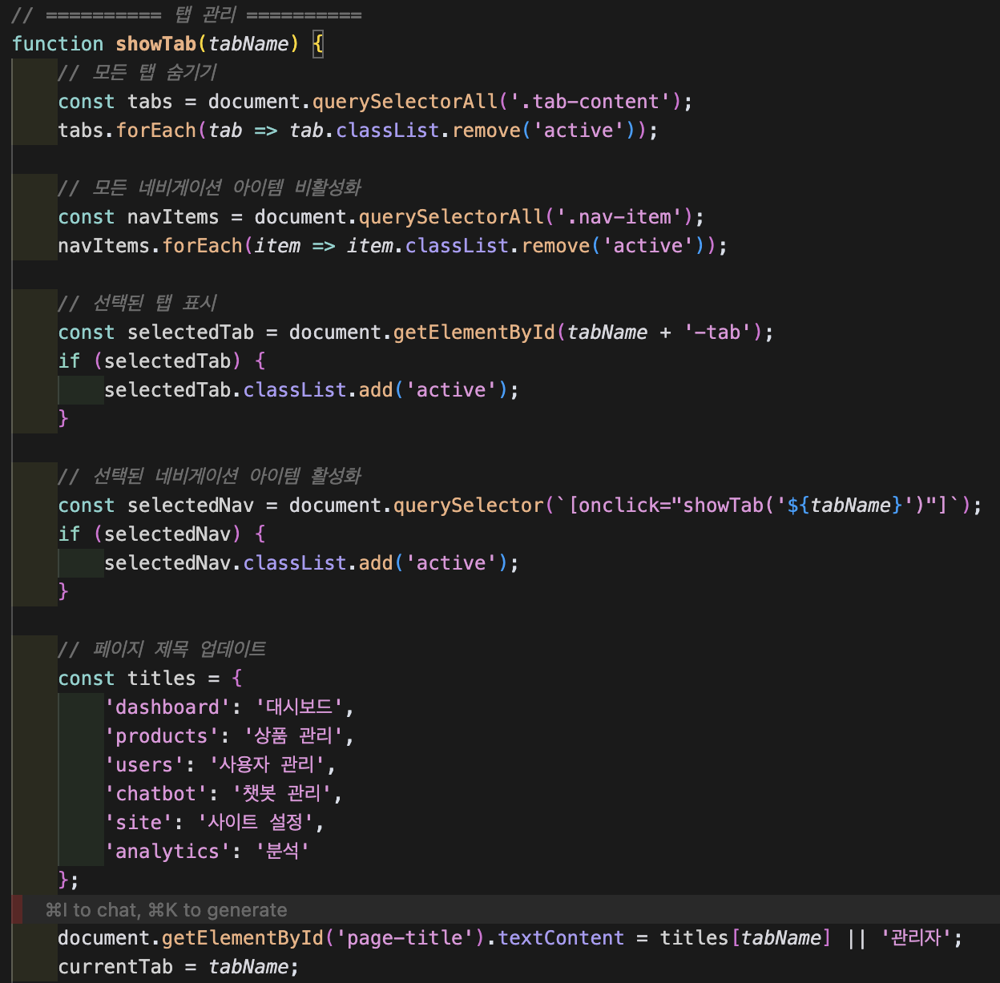 // ========== 탭 관리 ==========
function showTab(tabName) {
// 모든 탭 숨기기
const tabs = document.querySelectorAll('.tab-content');
tabs.forEach(tab => tab.classList.remove('active'));
// 모든 네비게이션 아이템 비활성화
const navItems = document.querySelectorAll('.nav-item');
navItems.forEach(item => item.classList.remove('active'));
// 선택된 탭 표시
const selectedTab = document.getElementById(tabName + '-tab');
if (selectedTab) {
selectedTab.classList.add('active');
}
// 선택된 네비게이션 아이템 활성화
const selectedNav = document.querySelector(`[onclick="showTab('${tabName}')"]`);
if (selectedNav) {
selectedNav.classList.add('active');
}
// 페이지 제목 업데이트
const titles = {
'dashboard': '대시보드',
'products': '상품 관리',
'users': '사용자 관리',
'chatbot': '챗봇 관리',
'site': '사이트 설정',
'analytics': '분석'
};
⌘I to chat, ⌘K to generate
document.getElementById('page-title').textContent = titles[tabName] || '관리자';
currentTab = tabName;